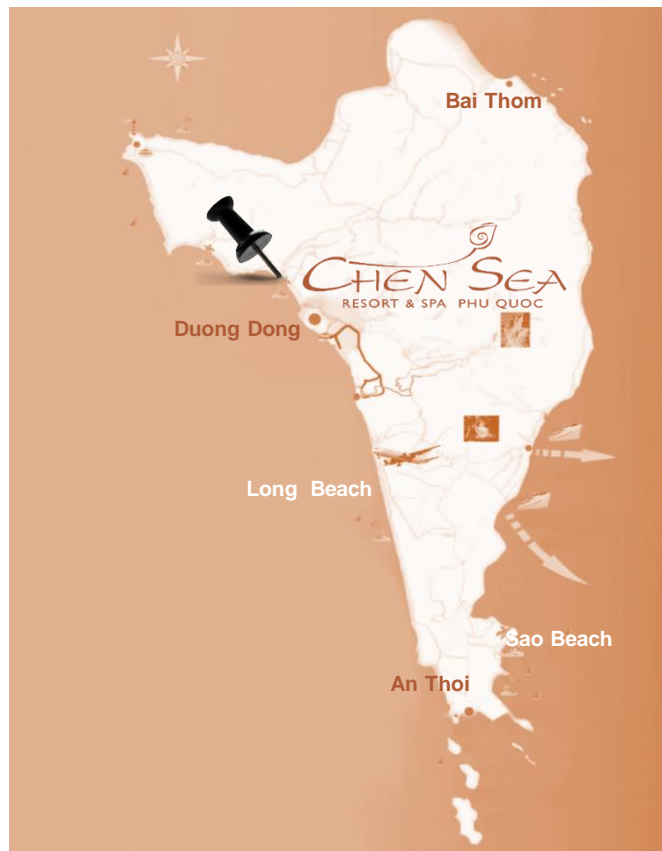 Bai Thom
CHEN SEA
RESORT & SPA PHU QUOC
Duong Dong
Long Beach
Sao Beach
An Thoi